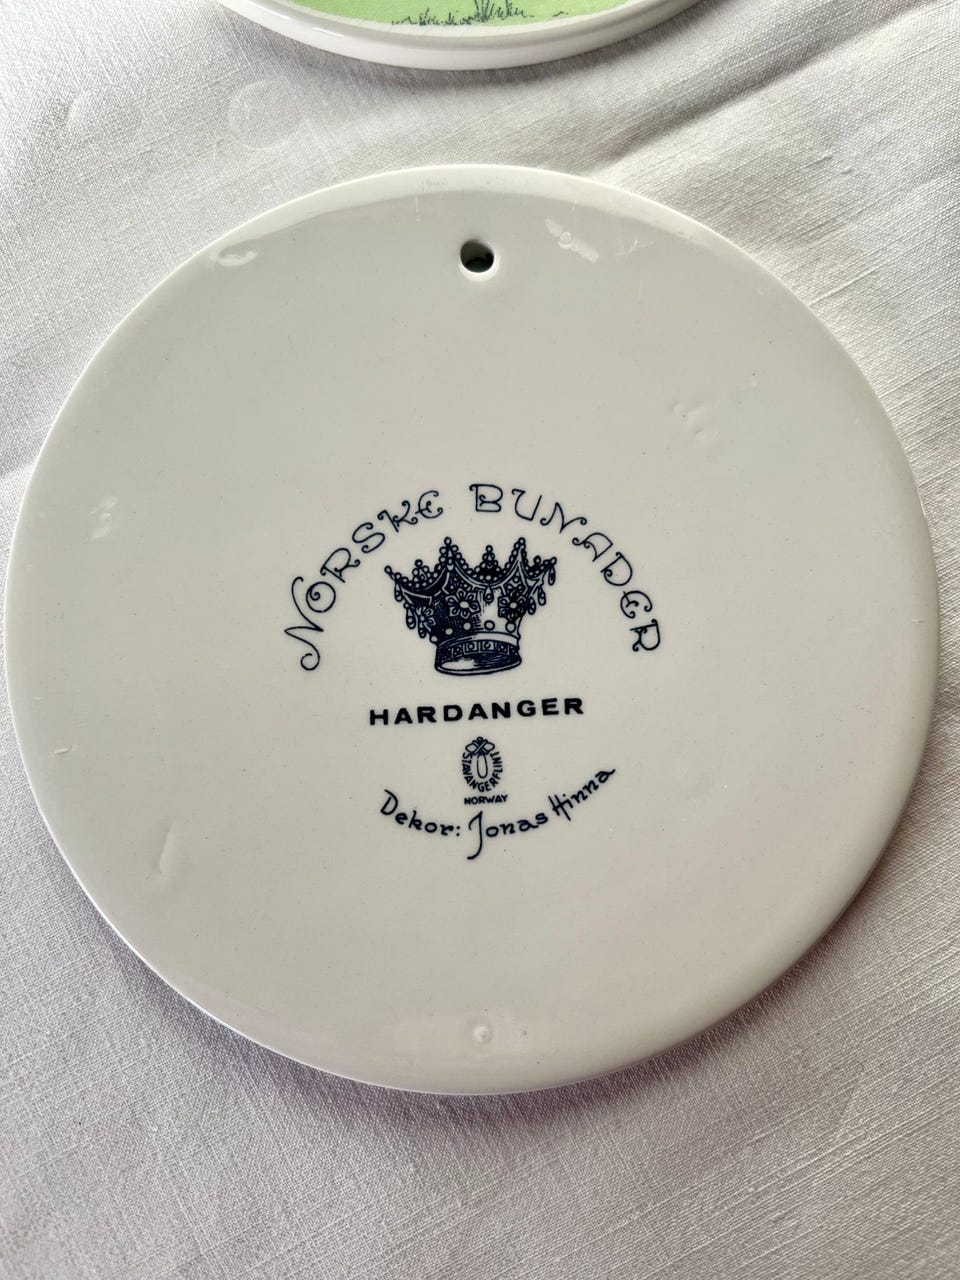 NORSKE BUNADER
HARDANGER
STAVANGERFLINT
NORWAY
Dekor: Jonas Hinna